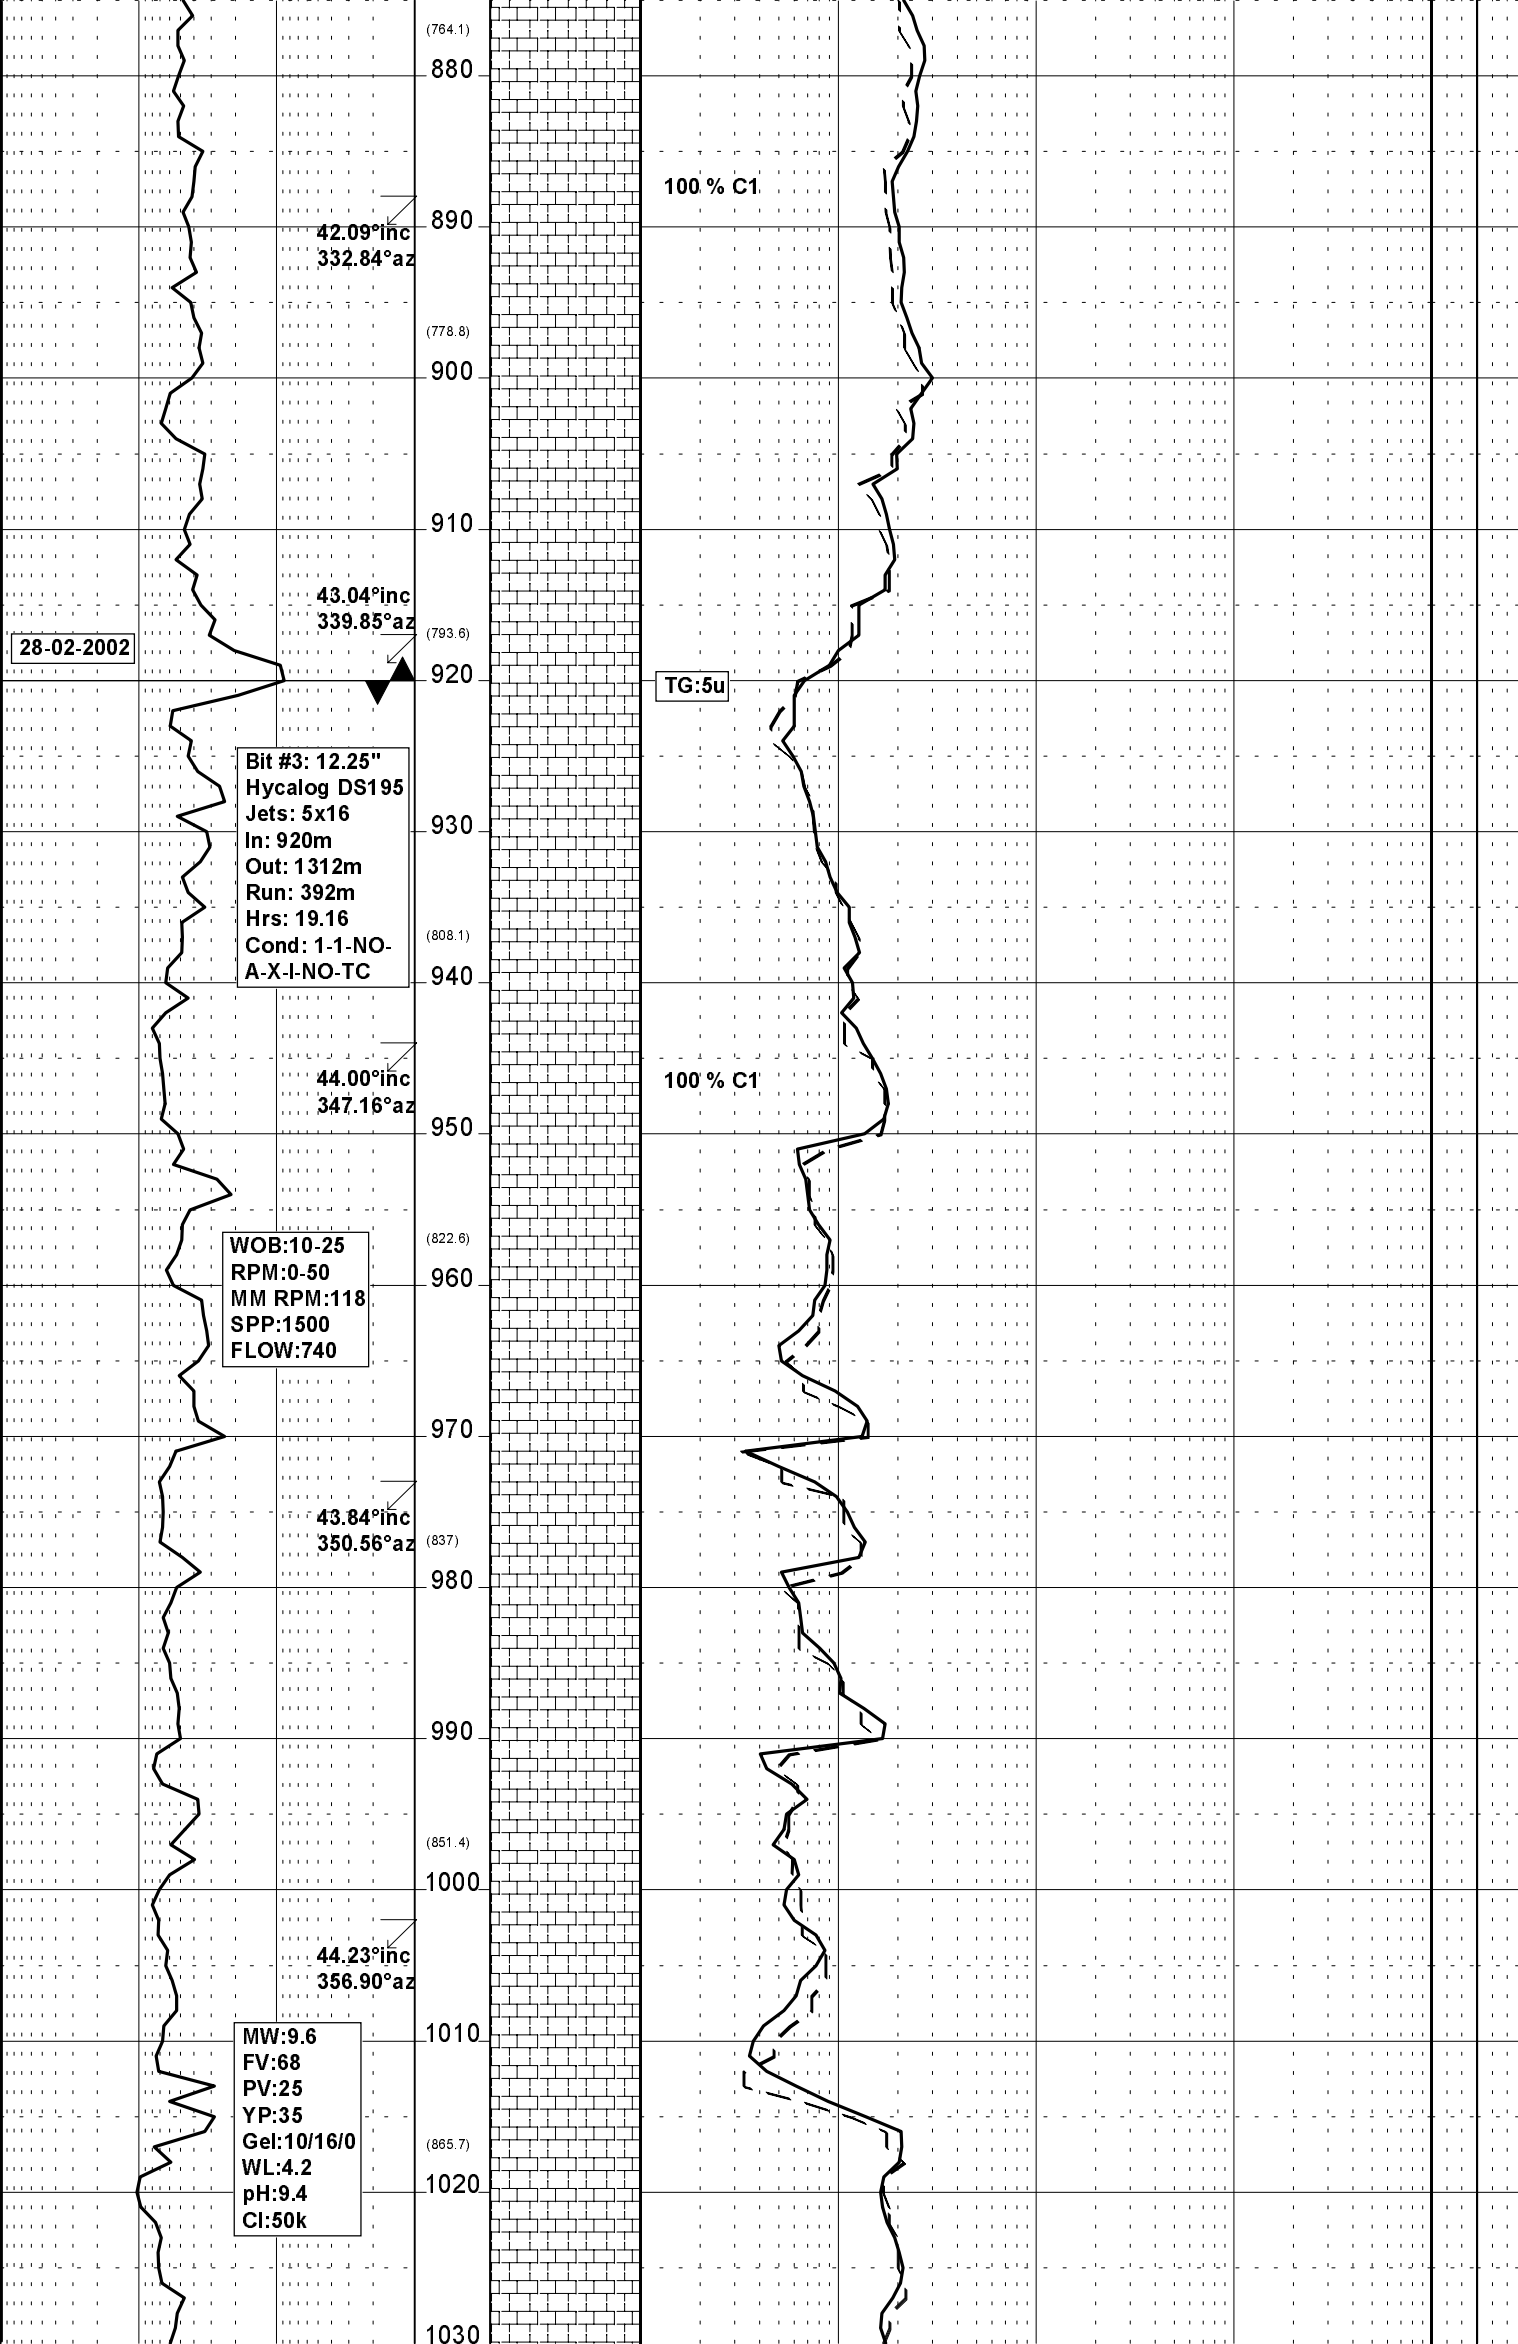 (764.1)
880
100 % C1
890
42.09°inc
332.84°az
(778.8)
900
910
43.04°inc
339.85°az
(793.6)
28-02-2002
920
TG:5u
Bit #3: 12.25"
Hycalog DS195
Jets: 5x16
In: 920m
Out: 1312m
Run: 392m
Hrs: 19.16
Cond: 1-1-NO-
A-X-I-NO-TC
930
(808.1)
940
44.00°inc
347.16°az
100 % C1
950
WOB:10-25
RPM:0-50
MM RPM:118
SPP:1500
FLOW:740
(822.6)
960
970
43.84°inc
350.56°az
(837)
980
990
(851.4)
1000
44.23°inc
356.90°az
1010
MW:9.6
FV:68
PV:25
YP:35
Gel:10/16/0
WL:4.2
pH:9.4
Cl:50k
(865.7)
1020
1030